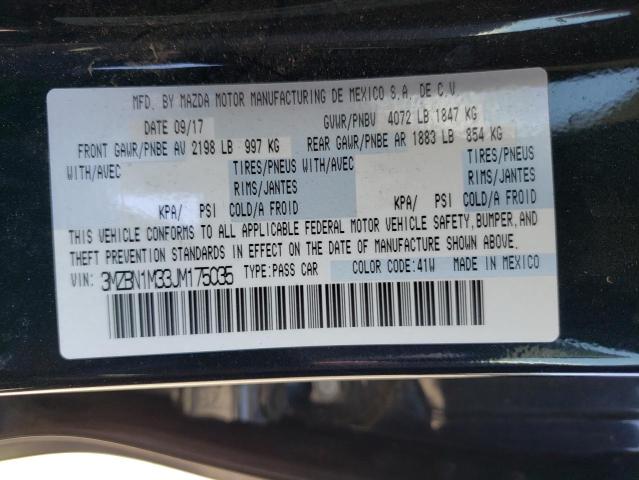 MFD. BY MAZDA MOTOR MANUFACTURING DE MEXICO S.A. DE C.V.
DATE 09/17 GVWR/PNBV 4072 LB 1847 KG
FRONT GAWR/PNBE AV 2198 LB 997 KG REAR GAWR/PNBE AR 1883 LB 854 KG
WITH/AVEC TIRES/PNEUS WITH/AVEC TIRES/PNEUS
RIMS/JANTES RIMS/JANTES
KPA/ PSI COLD/A FROID KPA/ PSI COLD/A FROID
THIS VEHICLE CONFORMS TO ALL APPLICABLE FEDERAL MOTOR VEHICLE SAFETY, BUMPER, AND
THEFT PREVENTION STANDARDS IN EFFECT ON THE DATE OF MANUFACTURE SHOWN ABOVE.
VIN: 3MZBN1M33JM175035 TYPE:PASS CAR COLOR CODE:41W MADE IN MEXICO